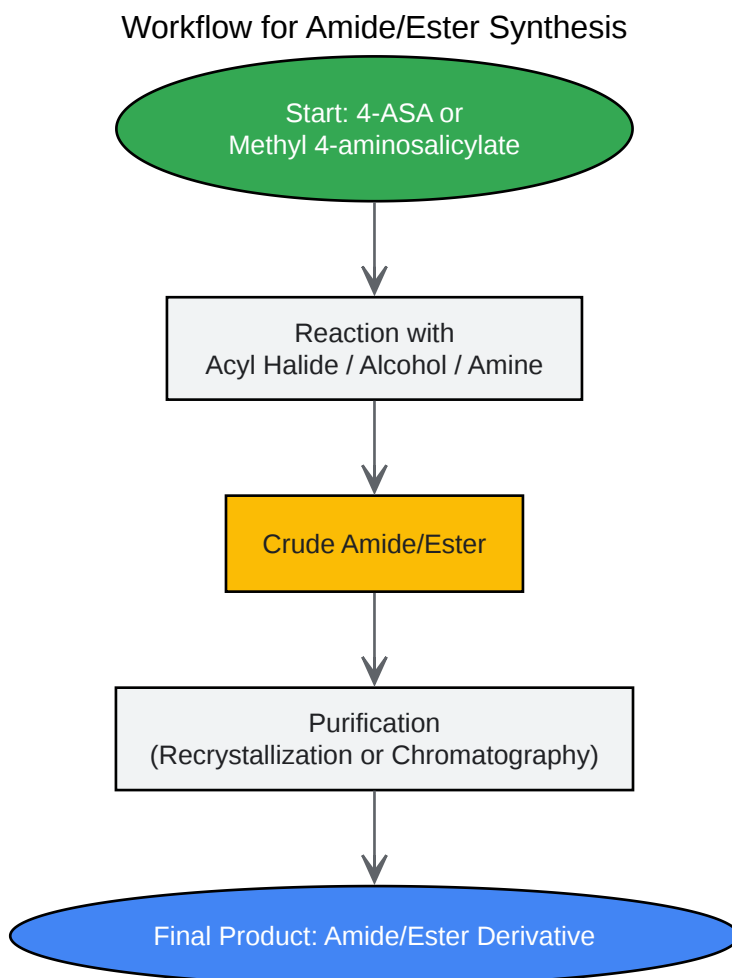 Workflow for Amide/Ester Synthesis
Start: 4-ASA or
Methyl 4-aminosalicylate
Reaction with
Acyl Halide / Alcohol / Amine
Crude Amide/Ester
Purification
(Recrystallization or Chromatography)
Final Product: Amide/Ester Derivative